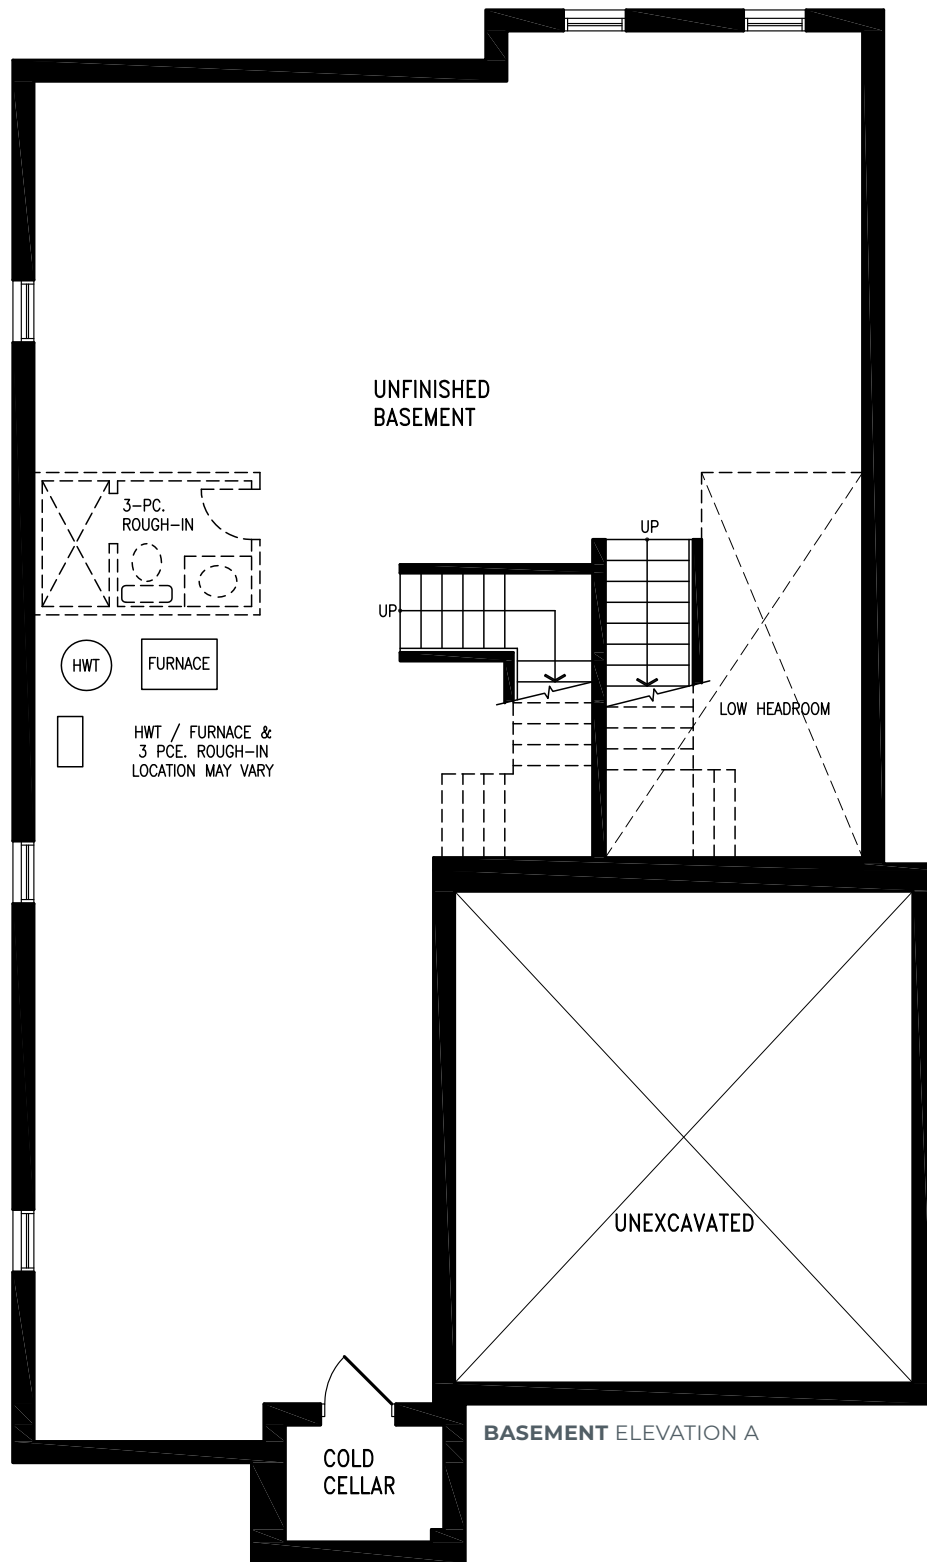 UNFINISHED
BASEMENT
3-PC.
ROUGH-IN
UP
UP
HWT
FURNACE
LOW HEADROOM
HWT / FURNACE &
3 PCE. ROUGH-IN
LOCATION MAY VARY
UNEXCAVATED
BASEMENT ELEVATION A
COLD
CELLAR